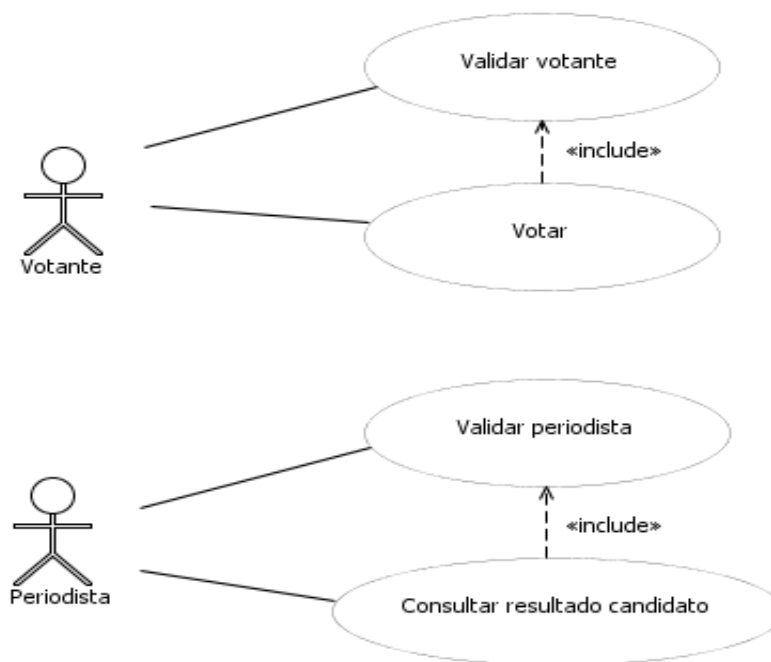 Validar votante
«include»
Votar
Votante
Validar periodista
«include»
Consultar resultado candidato
Periodista